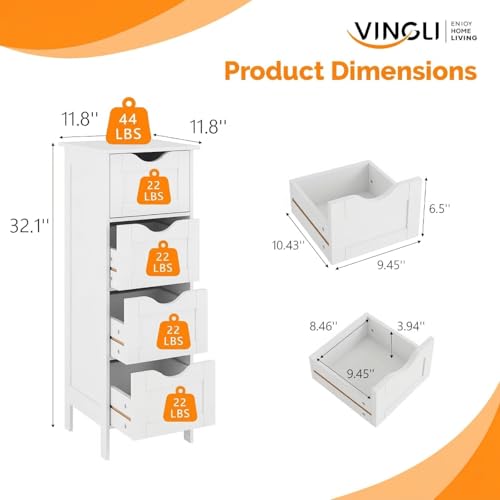 VINGLI
ENJOY
HOME
LIVING
Product Dimensions
11.8''
44
LBS
11.8''
32.1''
22
LBS
22
LBS
22
LBS
22
LBS
6.5''
10.43''
9.45''
8.46''
3.94''
9.45''